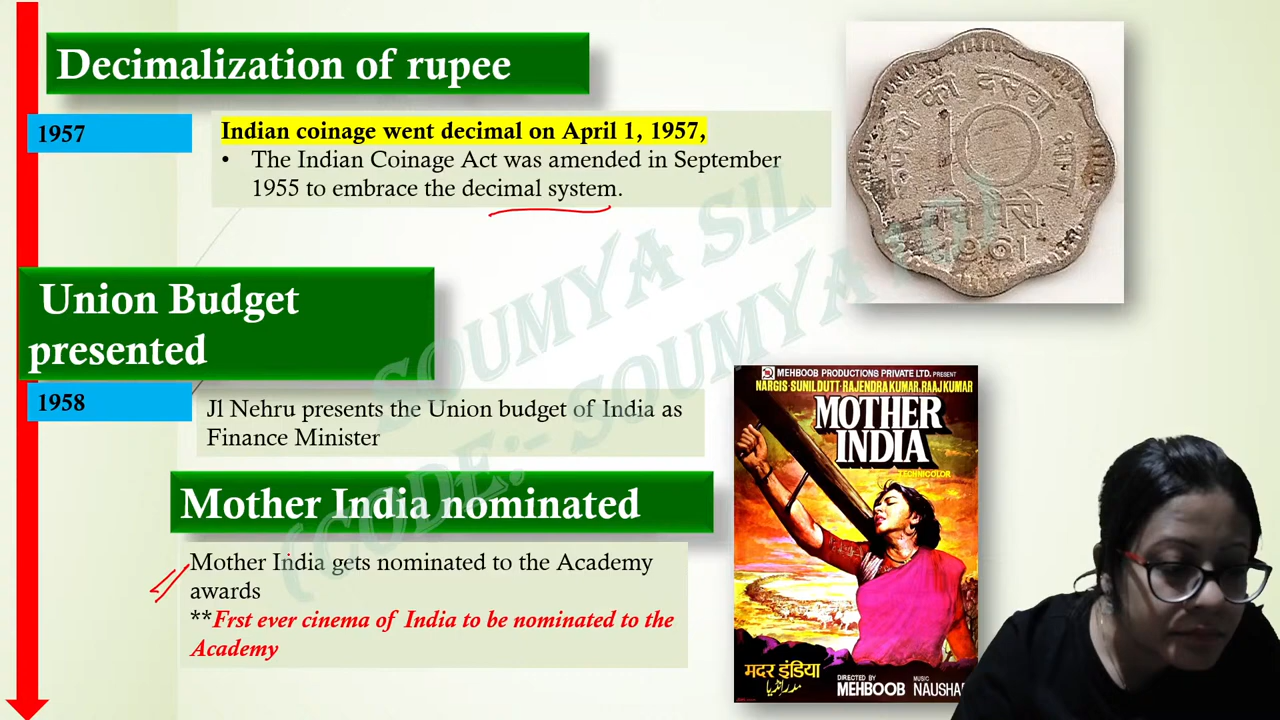 Decimalization of rupee
1957
Indian coinage went decimal on April 1, 1957,
• The Indian Coinage Act was amended in September
1955 to embrace the decimal system.
रुपये का दसवां भाग
10
नये पैसे
1961
Union Budget
presented
1958
Jl Nehru presents the Union budget of India as
Finance Minister
Mother India nominated
Mother India gets nominated to the Academy
awards
**Frst ever cinema of India to be nominated to the
Academy
MEHBOOB PRODUCTIONS PRIVATE LTD. PRESENT
NARGIS·SUNIL DUTT·RAJENDRA KUMAR·RAAJ KUMAR
MOTHER
INDIA
TECHNICOLOR
मदर इंडिया
مدر انڈیا
DIRECTED BY
MEHBOOB
MUSIC
NAUSHA
SOUMYA SIL
(CODE:- SOUMYA